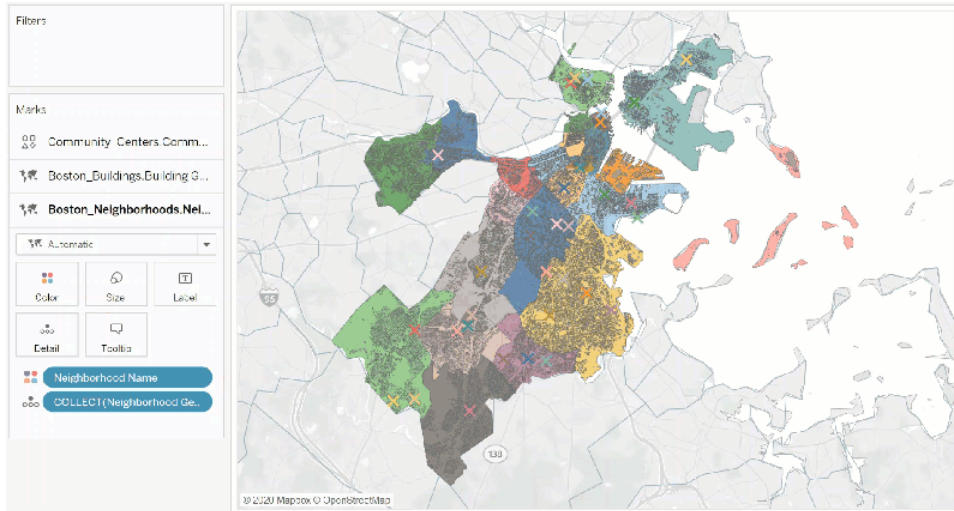 Filters
Marks
Community_Centers.Comm...
Boston_Buildings.Building G...
Boston_Neighborhoods.Nei...
Automatic
Color
Size
T
Label
Detail
Tooltip
Neighborhood Name
COLLECT(Neighborhood Ge..
95
138
© 2020 Mapbox © OpenStreetMap